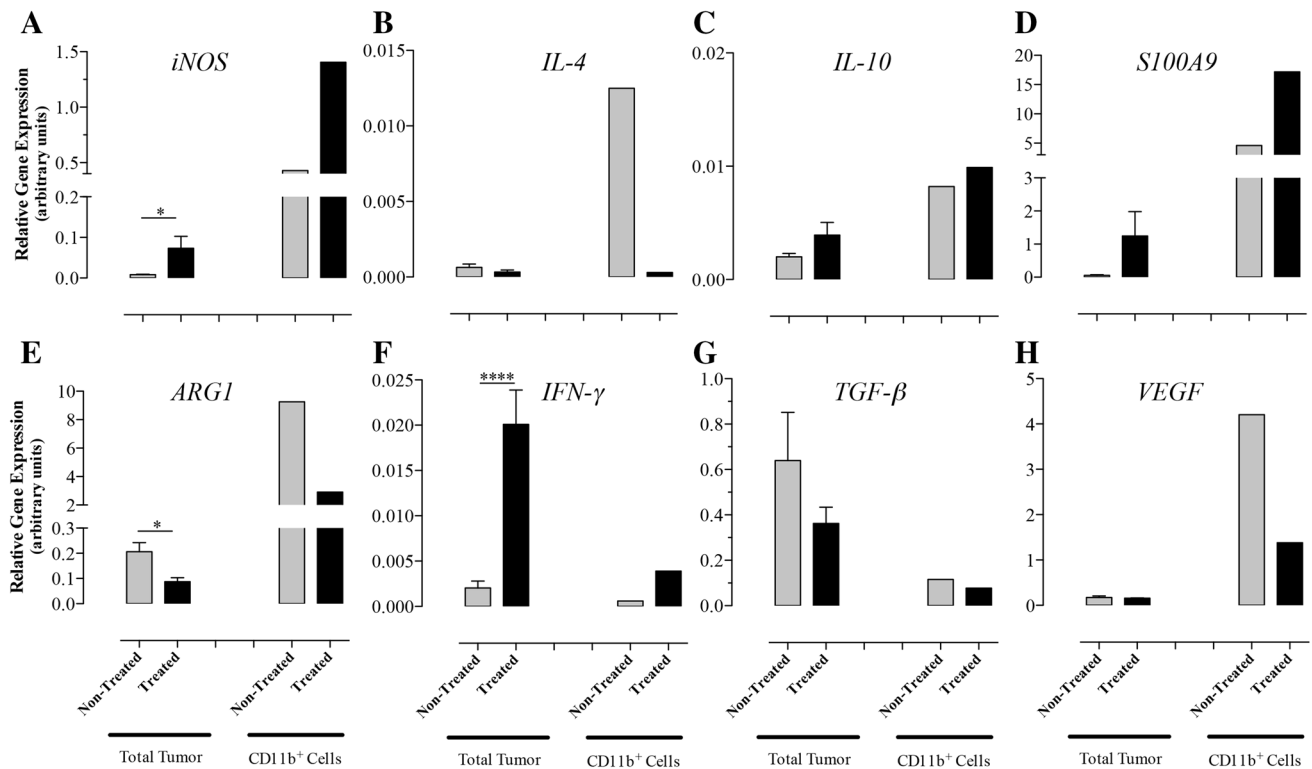 A
B
C
D
Relative Gene Expression
(arbitrary units)
iNOS
1.5
1.0
0.5
0.2
0.1
0.0
*
IL-4
0.015
0.010
0.005
0.000
IL-10
0.02
0.01
0.00
S100A9
20
15
10
5
3
2
1
0
E
F
G
H
Relative Gene Expression
(arbitrary units)
ARG1
10
8
6
4
2
0.3
0.2
0.1
0.0
*
IFN-γ
0.025
0.020
0.015
0.010
0.005
0.000
****
TGF-β
1.0
0.8
0.6
0.4
0.2
0.0
VEGF
5
4
3
2
1
0
Non-Treated
Treated
Non-Treated
Treated
Non-Treated
Treated
Non-Treated
Treated
Non-Treated
Treated
Non-Treated
Treated
Non-Treated
Treated
Non-Treated
Treated
Total Tumor
CD11b+ Cells
Total Tumor
CD11b+ Cells
Total Tumor
CD11b+ Cells
Total Tumor
CD11b+ Cells